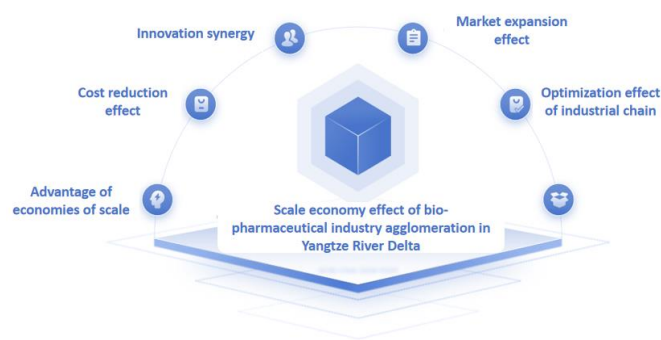 Innovation synergy
Market expansion
effect
Cost reduction
effect
Optimization effect
of industrial chain
Advantage of
economies of scale
Scale economy effect of bio-
pharmaceutical industry agglomeration in
Yangtze River Delta